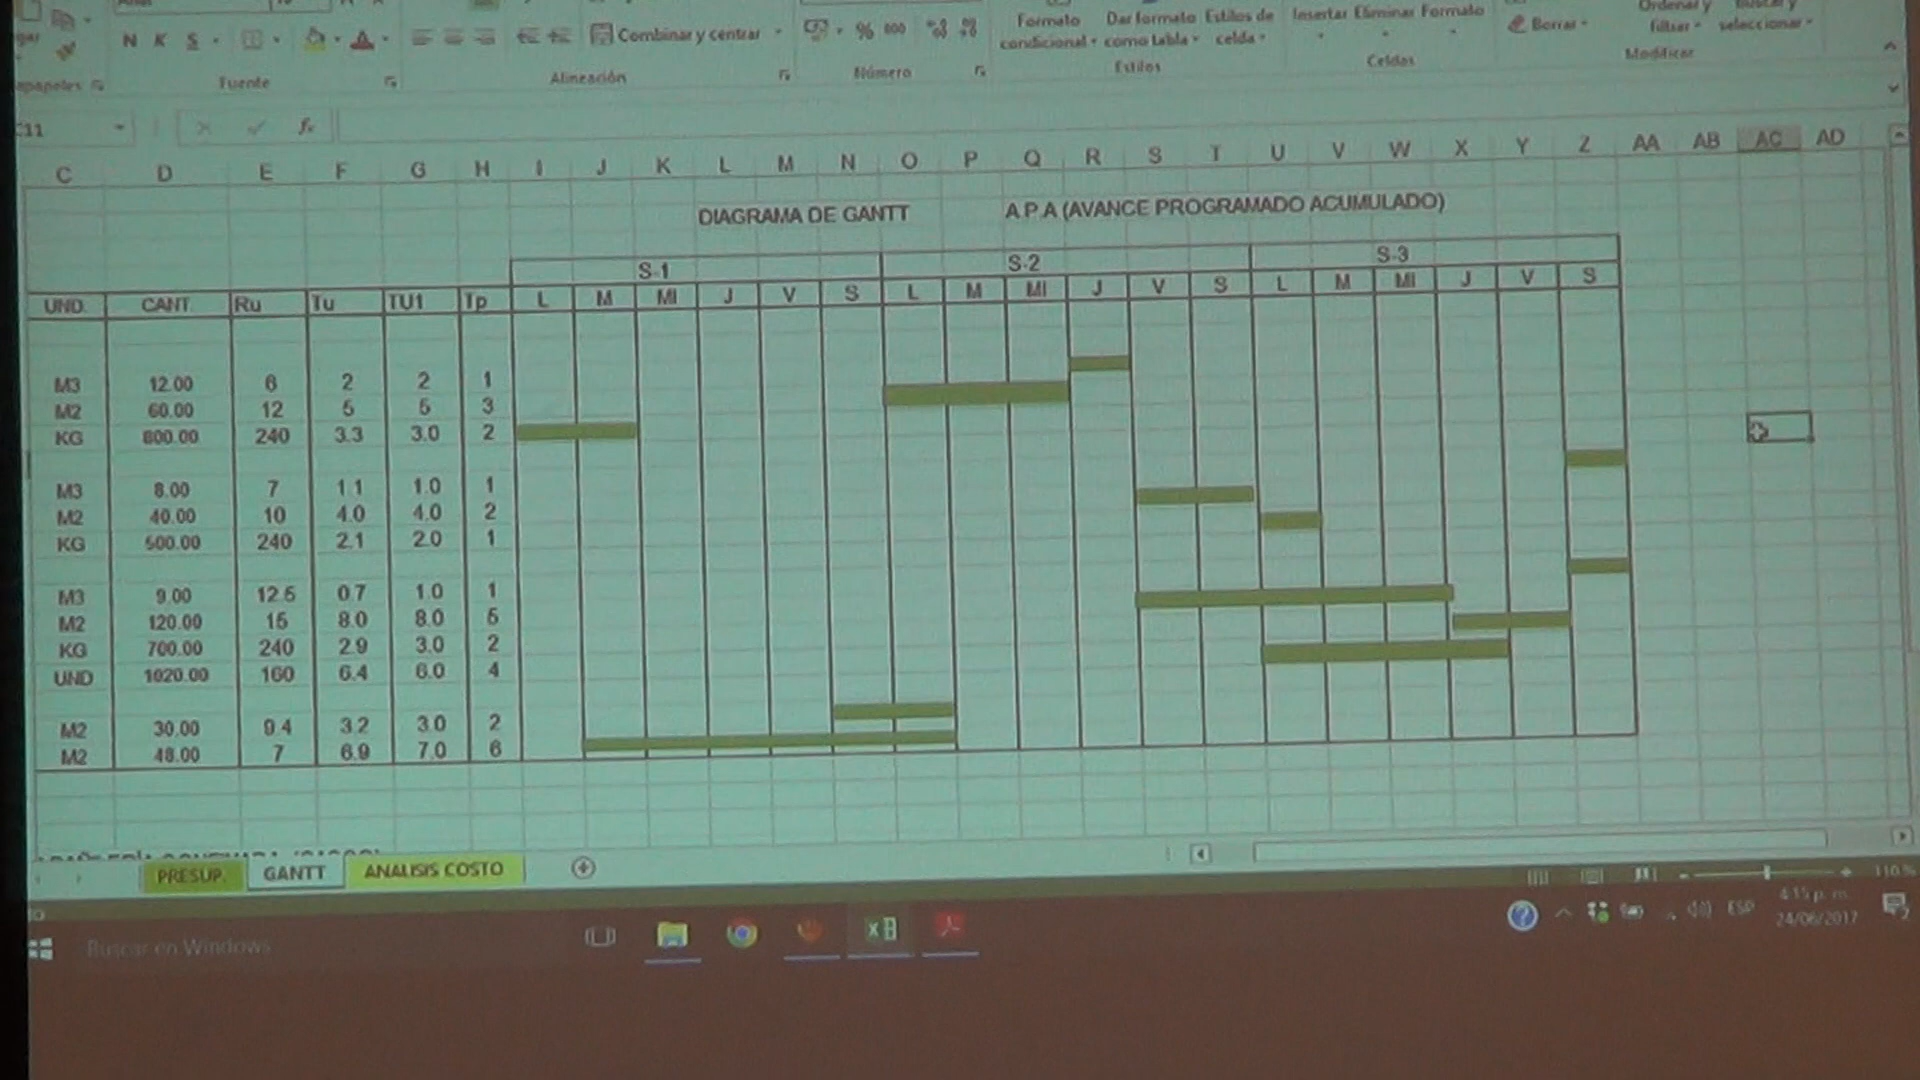 N K S
Combinar y centrar
% 000
Formato condicional
Dar formato como tabla
Estilos de celda
Insertar Eliminar Formato
Borrar
Ordenar y filtrar
Buscar y seleccionar
Fuente
Alineación
Número
Estilos
Celdas
Modificar
fx
C D E F G H I J K L M N O P Q R S T U V W X Y Z AA AB AC AD
DIAGRAMA DE GANTT A P A (AVANCE PROGRAMADO ACUMULADO)
S-1 S-2 S-3
UND. CANT. Ru Tu TU1 Tp L M MI J V S L M MI J V S L M MI J V S
M3 12.00 6 2 2 1
M2 60.00 12 5 5 3
KG 800.00 240 3.3 3.0 2
M3 8.00 7 1.1 1.0 1
M2 40.00 10 4.0 4.0 2
KG 500.00 240 2.1 2.0 1
M3 9.00 12.5 0.7 1.0 1
M2 120.00 15 8.0 8.0 5
KG 700.00 240 2.9 3.0 2
UND 1020.00 160 6.4 6.0 4
M2 30.00 9.4 3.2 3.0 2
M2 48.00 7 6.9 7.0 6
PRESUP. GANTT ANALISIS COSTO
110 %
Buscar en Windows
ESP
4:15 p. m.
24/06/2017